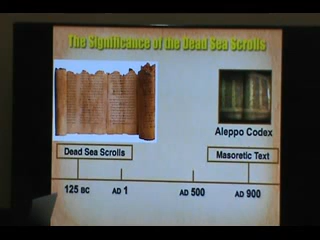 The Significance of the Dead Sea Scrolls
Aleppo Codex
Dead Sea Scrolls
Masoretic Text
125 BC
AD 1
AD 500
AD 900